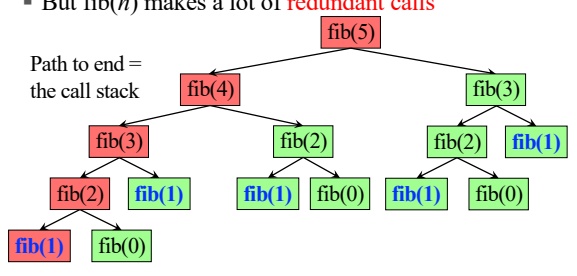 ▪ But fib(n) makes a lot of redundant calls
fib(5)
Path to end =
the call stack
fib(4) fib(3)
fib(3) fib(2) fib(2) fib(1)
fib(2) fib(1) fib(1) fib(0) fib(1) fib(0)
fib(1) fib(0)